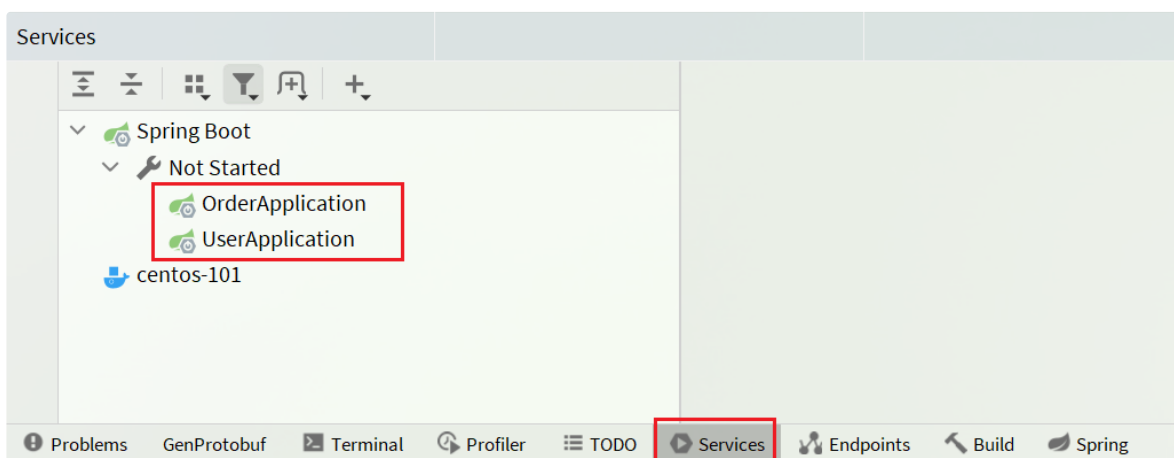 Services
Spring Boot
Not Started
OrderApplication
UserApplication
centos-101
Problems GenProtobuf Terminal Profiler TODO Services Endpoints Build Spring